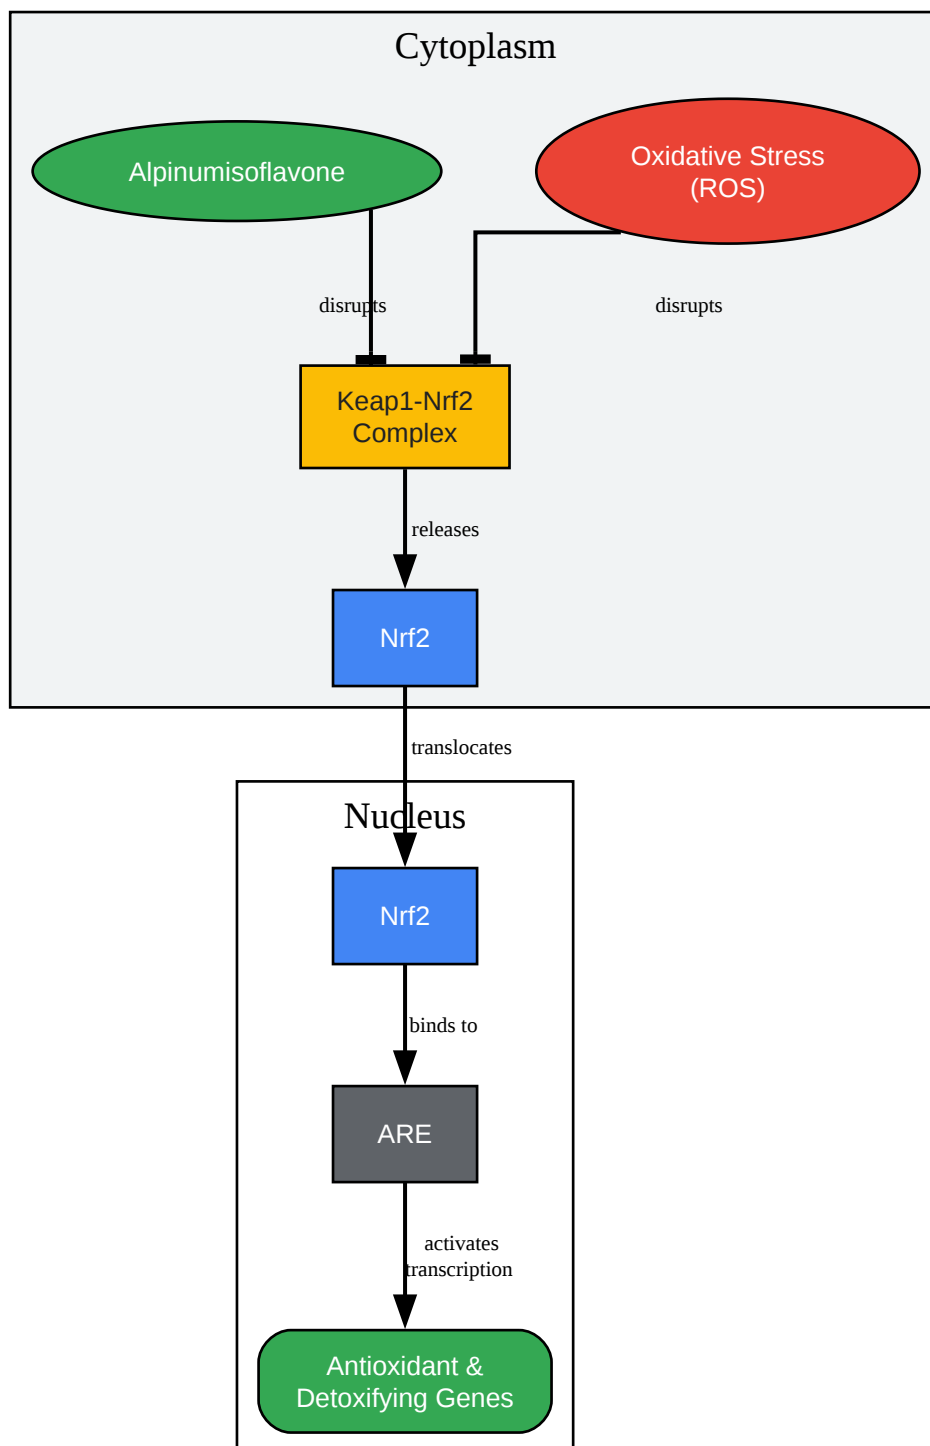 Cytoplasm
Alpinumisoflavone
Oxidative Stress
(ROS)
disrupts
disrupts
Keap1-Nrf2
Complex
releases
Nrf2
translocates
Nucleus
Nrf2
binds to
ARE
activates
transcription
Antioxidant &
Detoxifying Genes